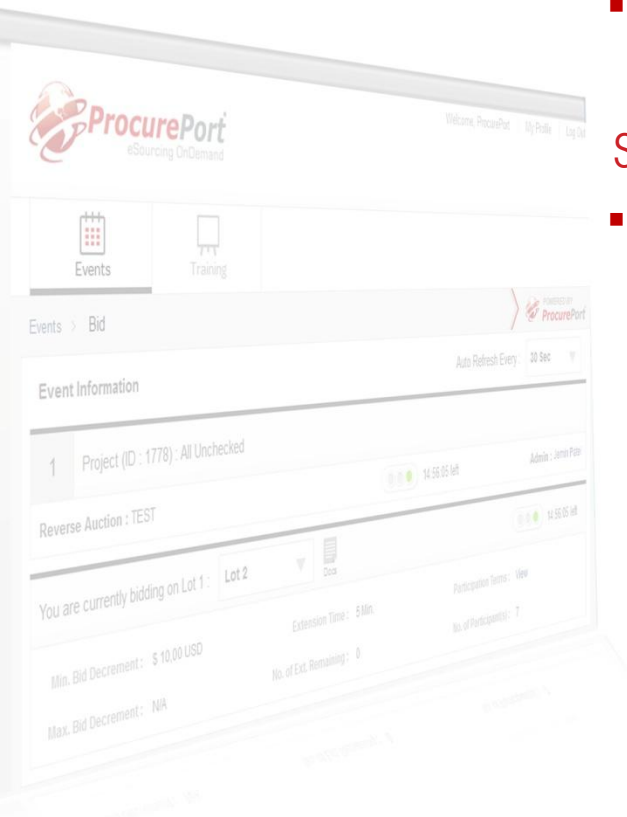 ProcurePort
eSourcing OnDemand
Welcome, ProcurePort My Profile Log Out
S
Events Training
Events > Bid
POWERED BY
ProcurePort
Event Information
Auto Refresh Every: 30 Sec
1 Project (ID : 1778) : All Unchecked
14:56:05 left
Reverse Auction : TEST
Admin :
14:56:05 left
You are currently bidding on Lot 1 : Lot 2
Docs
Min. Bid Decrement : $ 10.00 USD
Extension Time : 5 Min.
Participation Terms : View
Max. Bid Decrement : N/A
No. of Ext. Remaining : 0
No. of Participant(s) : 7